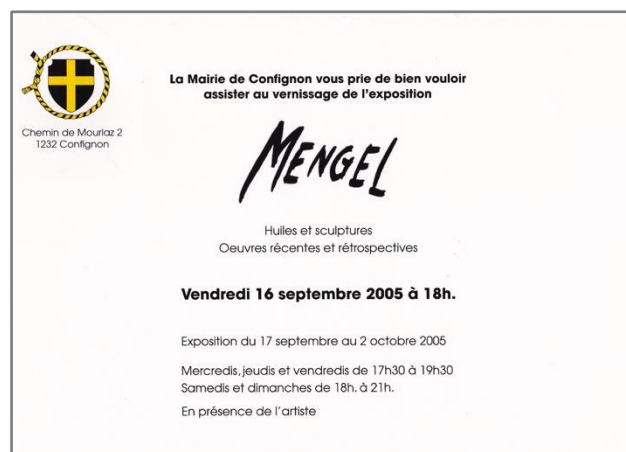 Chemin de Mourlaz 2
1232 Confignon
La Mairie de Confignon vous prie de bien vouloir
assister au vernissage de l'exposition
MENGEL
Huiles et sculptures
Oeuvres récentes et rétrospectives
Vendredi 16 septembre 2005 à 18h.
Exposition du 17 septembre au 2 octobre 2005
Mercredis, jeudis et vendredis de 17h30 à 19h30
Samedis et dimanches de 18h. à 21h.
En présence de l'artiste